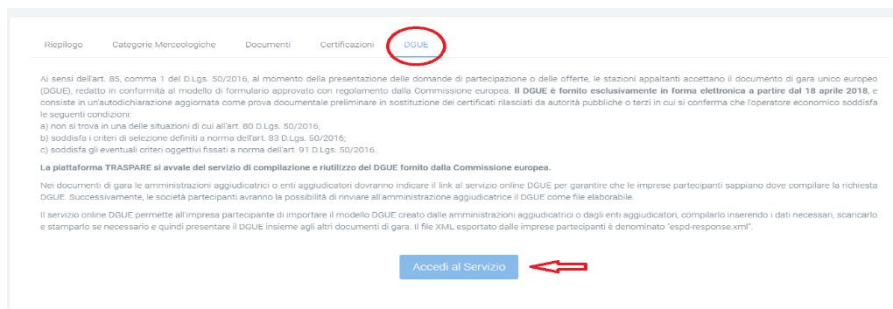 Riepilogo Categorie Merceologiche Documenti Certificazioni DGUE
Ai sensi dell'art. 85, comma 1 del D.Lgs. 50/2016, al momento della presentazione delle domande di partecipazione o delle offerte, le stazioni appaltanti accettano il documento di gara unico europeo
(DGUE), redatto in conformità al modello di formulario approvato con regolamento dalla Commissione europea. Il DGUE è fornito esclusivamente in forma elettronica a partire dal 18 aprile 2018, e
consiste in un'autodichiarazione aggiornata come prova documentale preliminare in sostituzione dei certificati rilasciati da autorità pubbliche o terzi in cui si conferma che l'operatore economico soddisfa
le seguenti condizioni:
a) non si trova in una delle situazioni di cui all'art. 80 D.Lgs. 50/2016;
b) soddisfa i criteri di selezione definiti a norma dell'art. 83 D.Lgs. 50/2016;
c) soddisfa gli eventuali criteri oggettivi fissati a norma dell'art. 91 D.Lgs. 50/2016.
La piattaforma TRASPARE si avvale del servizio di compilazione e riutilizzo del DGUE fornito dalla Commissione europea.
Nei documenti di gara le amministrazioni aggiudicatrici o enti aggiudicatori dovranno indicare il link al servizio online DGUE per garantire che le imprese partecipanti sappiano dove compilare la richiesta
DGUE. Successivamente, le società partecipanti avranno la possibilità di rinviare all'amministrazione aggiudicatrice il DGUE come file elaborabile.
Il servizio online DGUE permette all'impresa partecipante di importare il modello DGUE creato dalle amministrazioni aggiudicatrici o dagli enti aggiudicatori, compilarlo inserendo i dati necessari, scaricarlo
e stamparlo se necessario e quindi presentare il DGUE insieme agli altri documenti di gara. Il file XML esportato dalle imprese partecipanti è denominato "espd-response.xml".
Accedi al Servizio